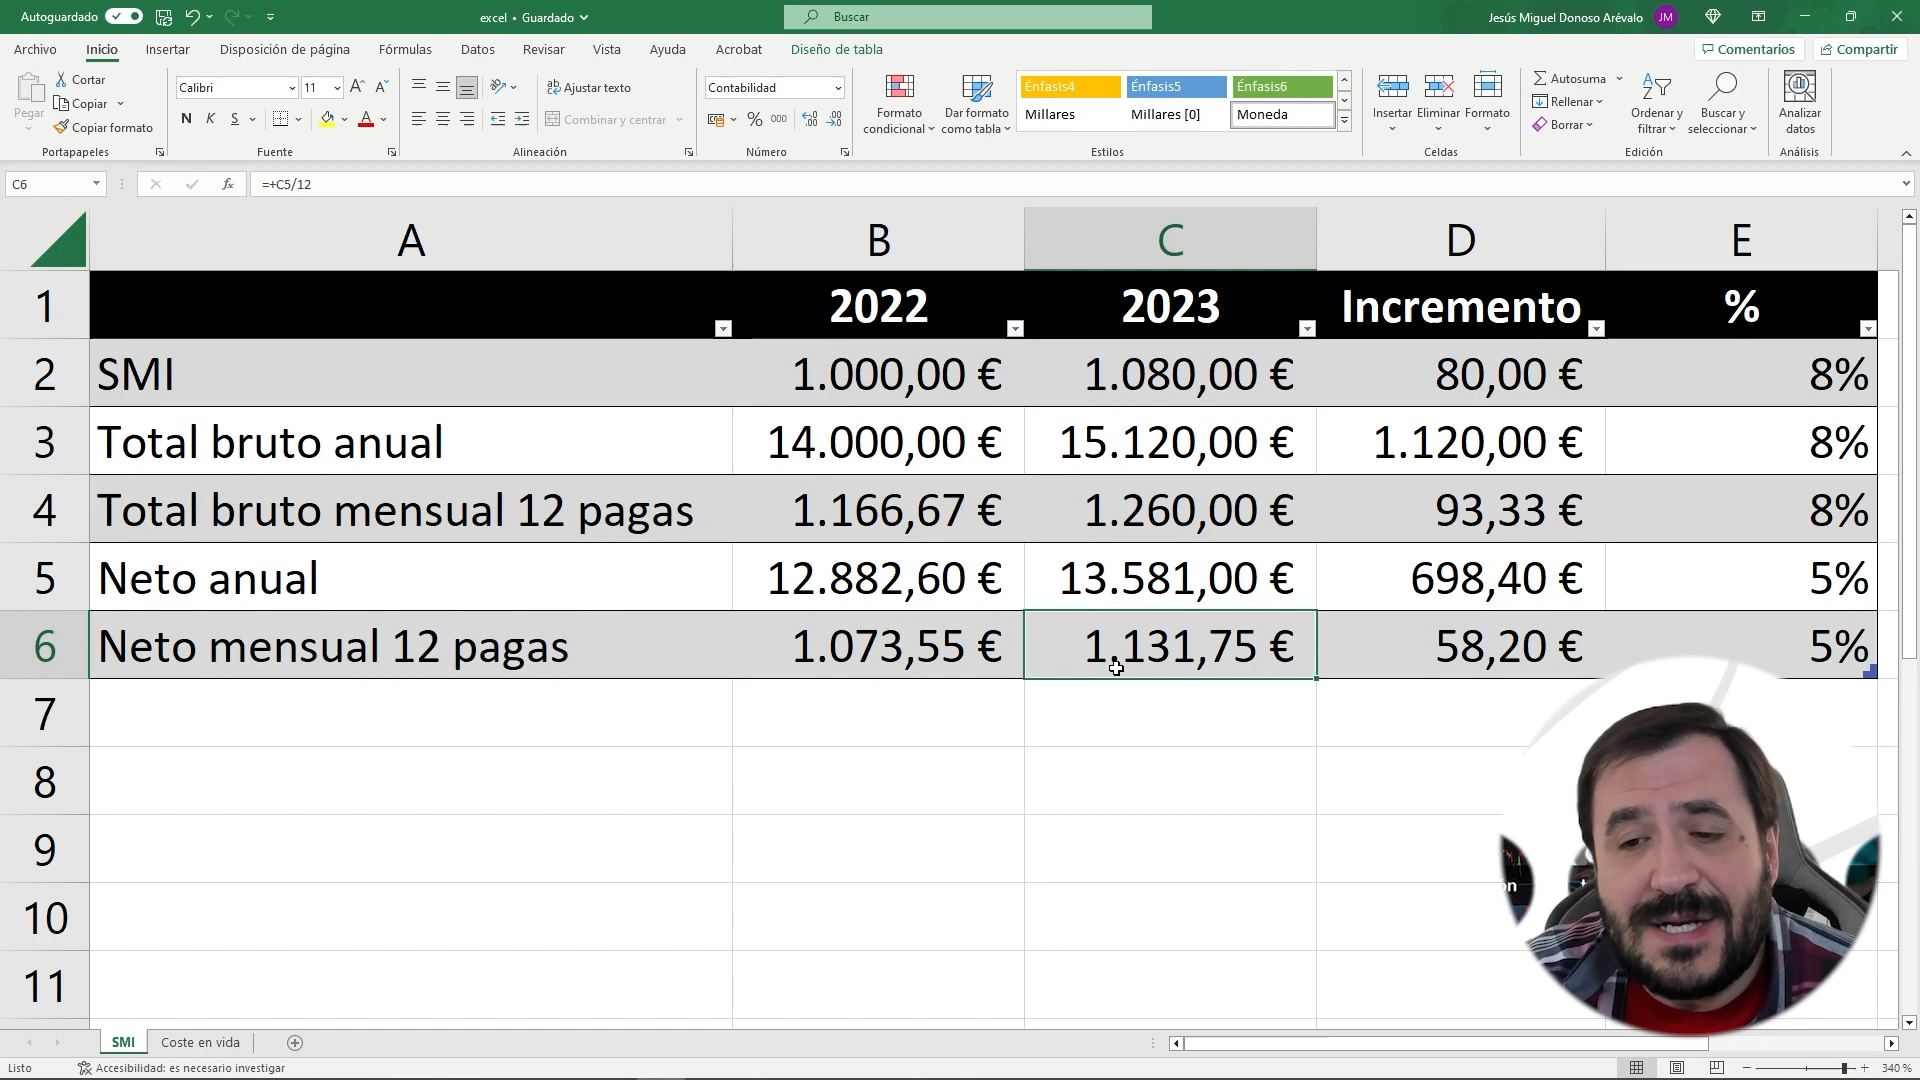 Autoguardado
excel • Guardado
Buscar
Jesús Miguel Donoso Arévalo
JM
Archivo
Inicio
Insertar
Disposición de página
Fórmulas
Datos
Revisar
Vista
Ayuda
Acrobat
Diseño de tabla
Comentarios
Compartir
Pegar
Cortar
Copiar
Copiar formato
Portapapeles
Calibri
11
N K S
Fuente
Ajustar texto
Combinar y centrar
Alineación
Contabilidad
% 000
Número
Formato
condicional
Dar formato
como tabla
Énfasis4
Énfasis5
Énfasis6
Millares
Millares [0]
Moneda
Estilos
Insertar
Eliminar
Formato
Celdas
Autosuma
Rellenar
Borrar
Ordenar y
filtrar
Buscar y
seleccionar
Edición
Analizar
datos
Análisis
C6
fx
=+C5/12
A B C D E
1 2022 2023 Incremento %
2 SMI 1.000,00 € 1.080,00 € 80,00 € 8%
3 Total bruto anual 14.000,00 € 15.120,00 € 1.120,00 € 8%
4 Total bruto mensual 12 pagas 1.166,67 € 1.260,00 € 93,33 € 8%
5 Neto anual 12.882,60 € 13.581,00 € 698,40 € 5%
6 Neto mensual 12 pagas 1.073,55 € 1.131,75 € 58,20 € 5%
7
8
9
10
11
SMI
Coste en vida
Listo
Accesibilidad: es necesario investigar
340 %